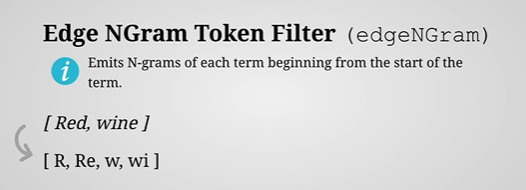 Edge NGram Token Filter (edgeNGram)
i Emits N-grams of each term beginning from the start of the
term.
[ Red, wine ]
[ R, Re, w, wi ]